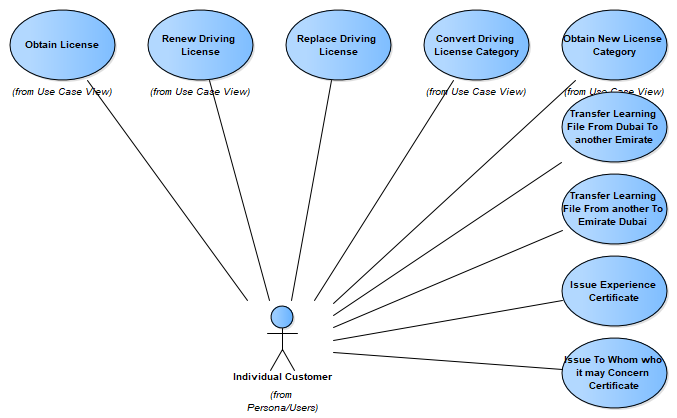 Obtain License
Renew Driving
License
Replace Driving
License
Convert Driving
License Category
Obtain New License
Category
(from Use Case View)
(from Use Case View)
(from Use Case View)
(from Use Case View)
Transfer Learning
File From Dubai To
another Emirate
Transfer Learning
File From another To
Emirate Dubai
Issue Experience
Certificate
Issue To Whom who
it may Concern
Certificate
Individual Customer
(from
Persona/Users)